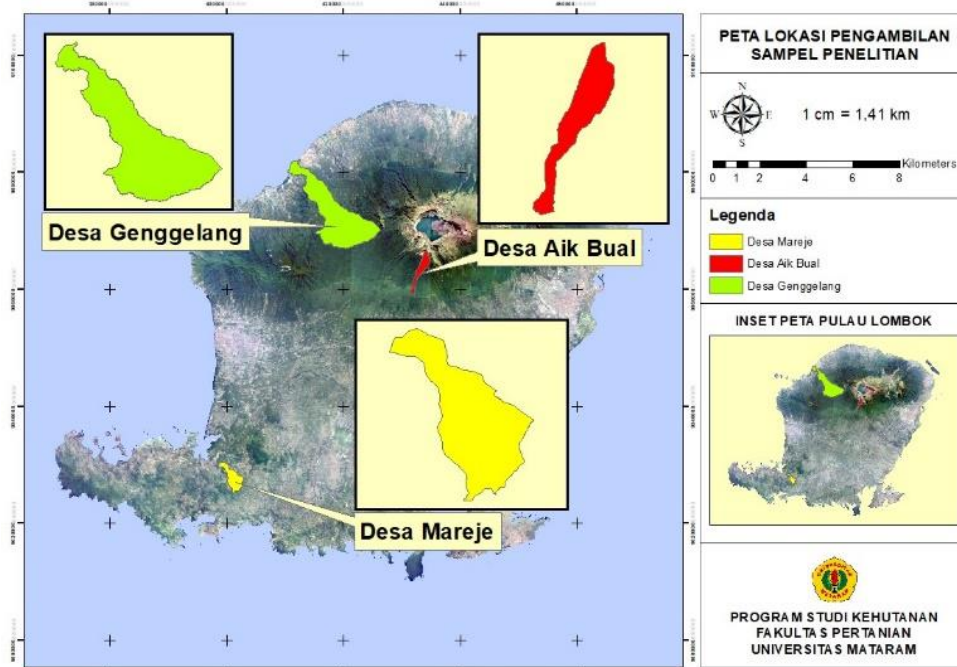 PETA LOKASI PENGAMBILAN
SAMPEL PENELITIAN
N
W E
S
1 cm = 1,41 km
Kilometers
0 1 2 4 6 8
Legenda
Desa Mareje
Desa Aik Bual
Desa Genggelang
INSET PETA PULAU LOMBOK
PROGRAM STUDI KEHUTANAN
FAKULTAS PERTANIAN
UNIVERSITAS MATARAM
Desa Genggelang
Desa Aik Bual
Desa Mareje